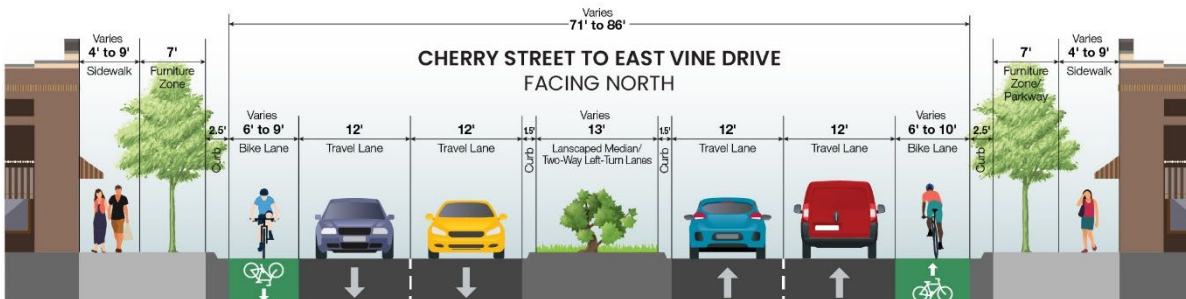 Varies
71' to 86'
CHERRY STREET TO EAST VINE DRIVE
FACING NORTH
Varies
4' to 9'
Sidewalk
7'
Furniture
Zone
2.5'
Curb
Varies
6' to 9'
Bike Lane
12'
Travel Lane
12'
Travel Lane
1.5'
Curb
Varies
13'
Lanscaped Median/
Two-Way Left-Turn Lanes
1.5'
Curb
12'
Travel Lane
12'
Travel Lane
Varies
6' to 10'
Bike Lane
2.5'
Curb
7'
Furniture
Zone/
Parkway
Varies
4' to 9'
Sidewalk